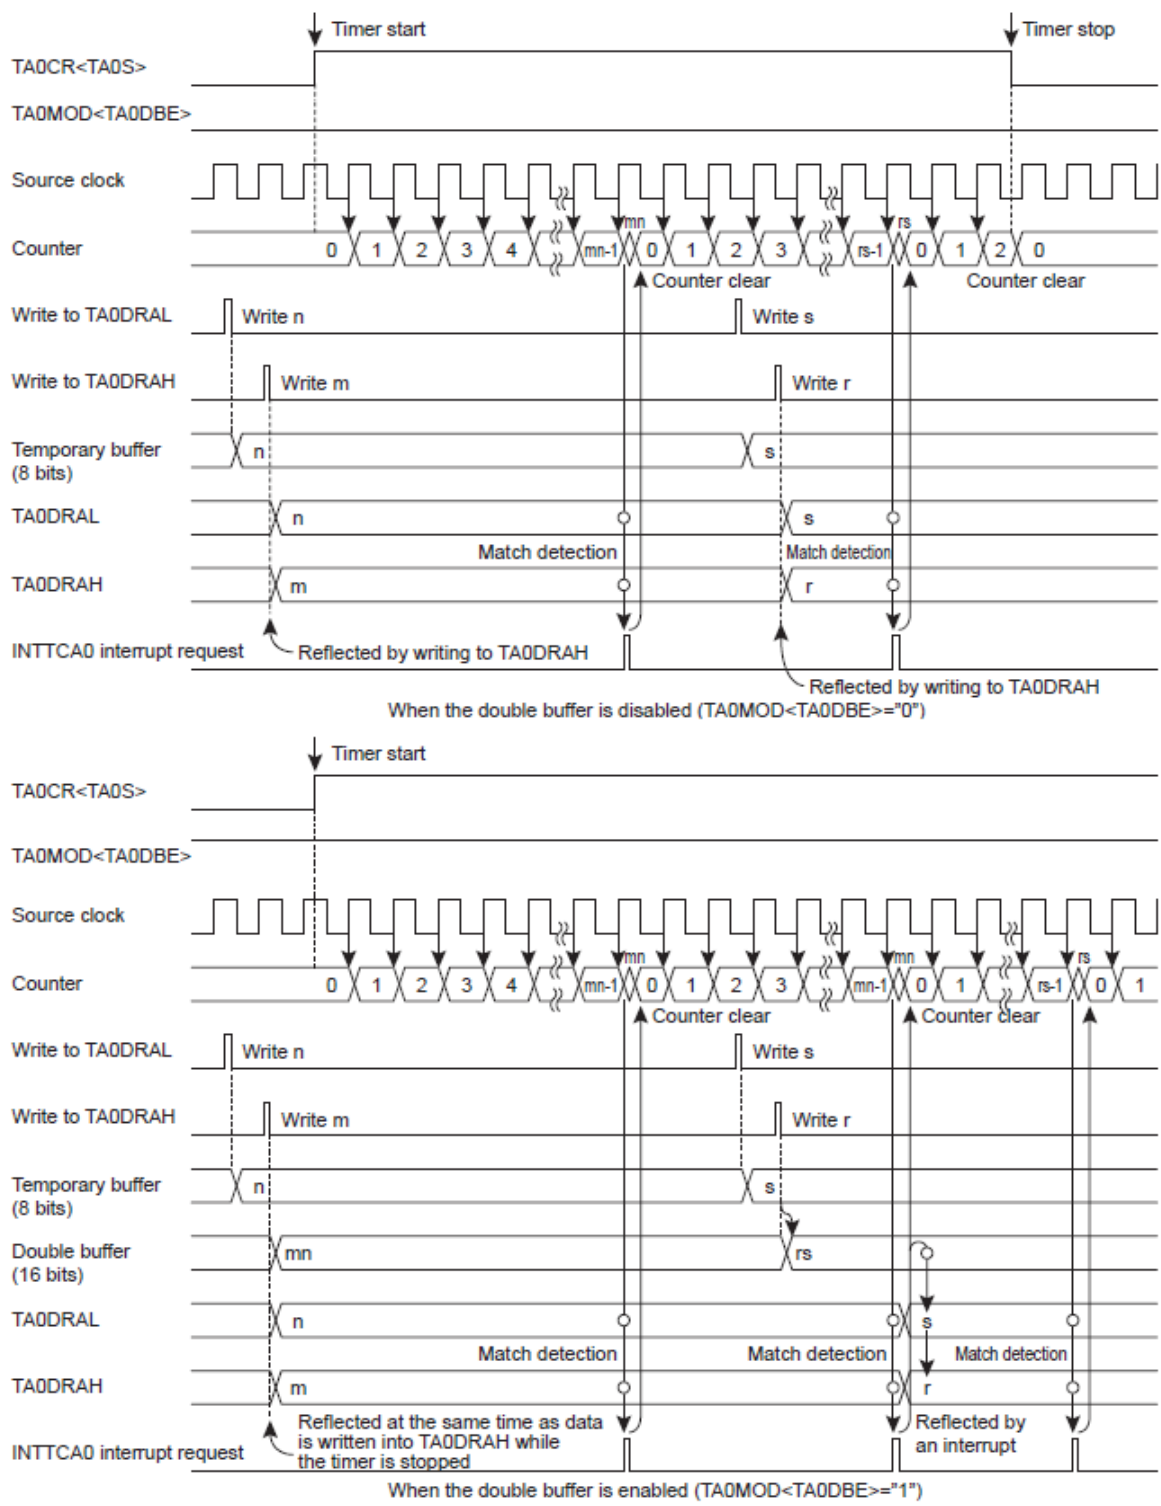 Timer start
Timer stop
TA0CR<TA0S>
TA0MOD<TA0DBE>
Source clock
mn
rs
Counter
0 1 2 3 4 mn-1 0 1 2 3 rs-1 0 1 2 0
Counter clear
Counter clear
Write to TA0DRAL
Write n
Write s
Write to TA0DRAH
Write m
Write r
Temporary buffer
(8 bits)
n
s
TA0DRAL
n
s
Match detection
Match detection
TA0DRAH
m
r
INTTCA0 interrupt request
Reflected by writing to TA0DRAH
Reflected by writing to TA0DRAH
When the double buffer is disabled (TA0MOD<TA0DBE>="0")
Timer start
TA0CR<TA0S>
TA0MOD<TA0DBE>
Source clock
mn
mn
rs
Counter
0 1 2 3 4 mn-1 0 1 2 3 mn-1 0 1 rs-1 0 1
Counter clear
Counter clear
Write to TA0DRAL
Write n
Write s
Write to TA0DRAH
Write m
Write r
Temporary buffer
(8 bits)
n
s
Double buffer
(16 bits)
mn
rs
TA0DRAL
n
s
Match detection
Match detection
Match detection
TA0DRAH
m
r
Reflected at the same time as data
is written into TA0DRAH while
the timer is stopped
Reflected by
an interrupt
INTTCA0 interrupt request
When the double buffer is enabled (TA0MOD<TA0DBE>="1")